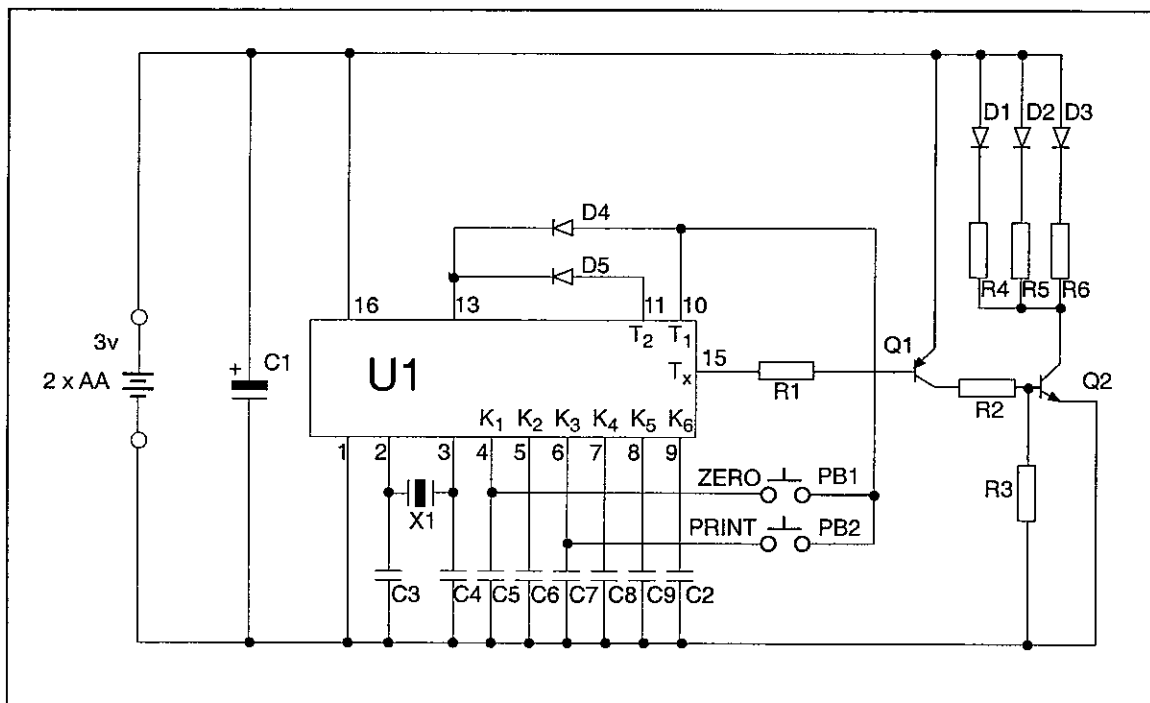 D1 D2 D3
D4
D5
R4 R5 R6
16 13 11 10
T2 T1
3v
2 x AA
+ C1
U1
Tx 15
R1
Q1
R2
Q2
K1 K2 K3 K4 K5 K6
1 2 3 4 5 6 7 8 9
X1
ZERO PB1
PRINT PB2
R3
C3 C4 C5 C6 C7 C8 C9 C2